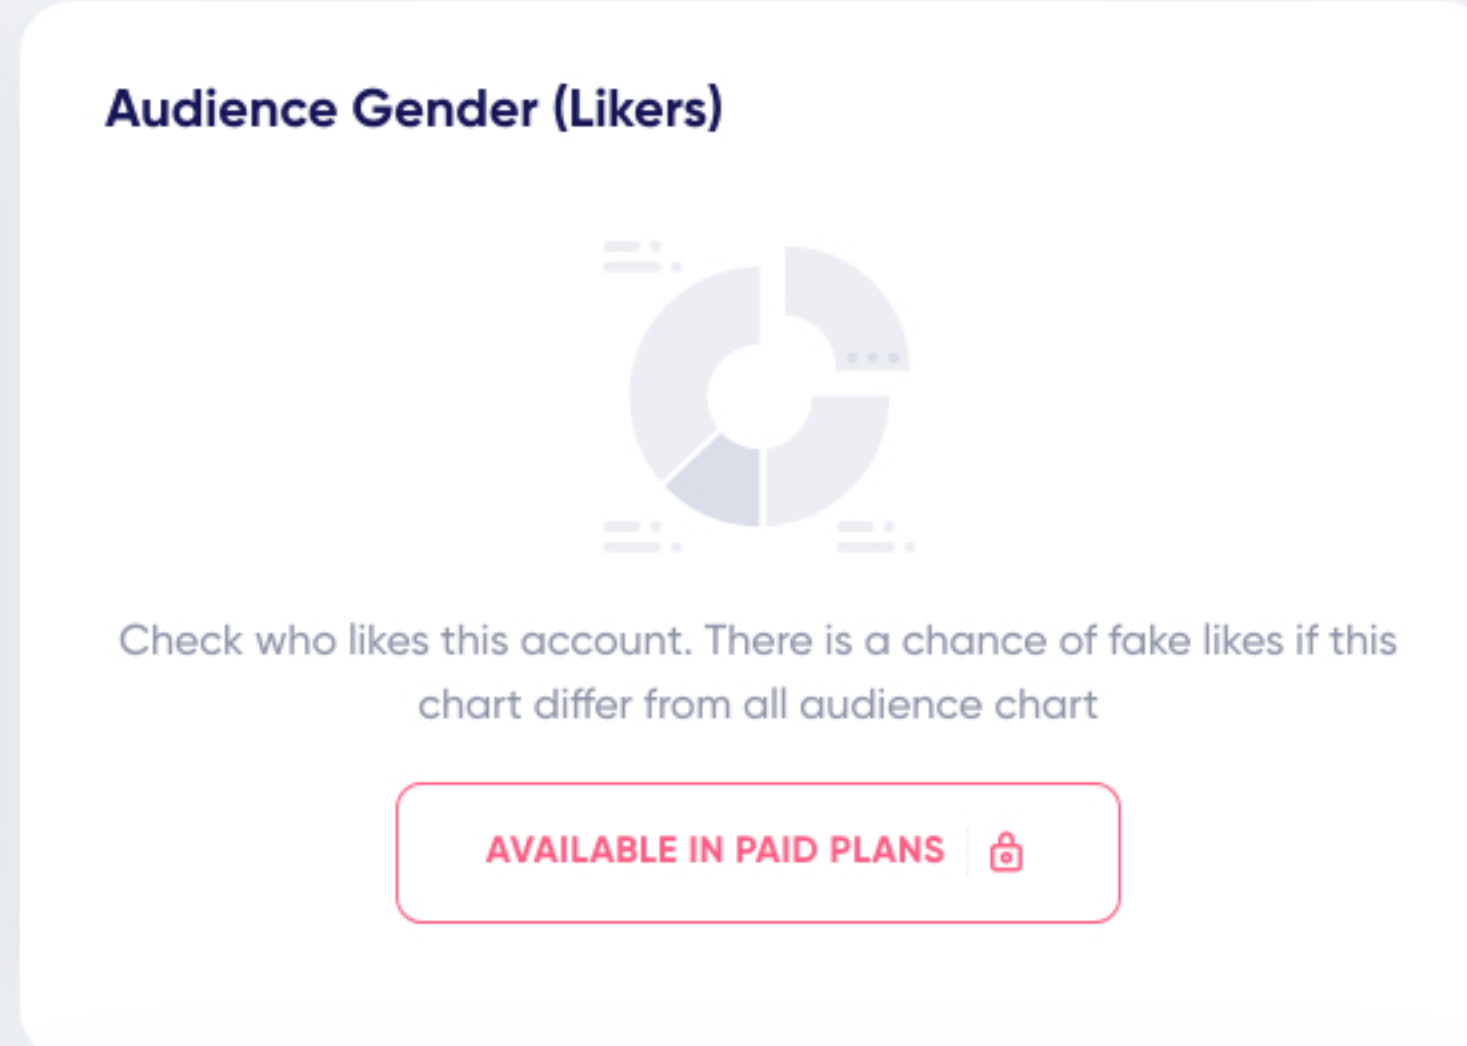 Audience Gender (Likers)
Check who likes this account. There is a chance of fake likes if this
chart differ from all audience chart
AVAILABLE IN PAID PLANS